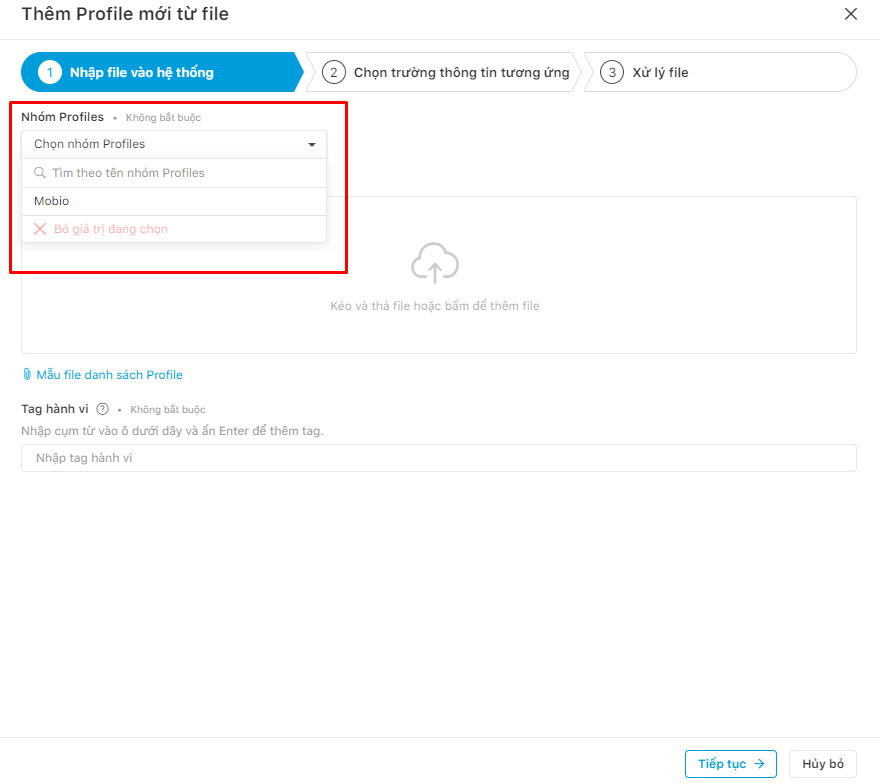 Thêm Profile mới từ file
1 Nhập file vào hệ thống
2 Chọn trường thông tin tương ứng
3 Xử lý file
Nhóm Profiles • Không bắt buộc
Chọn nhóm Profiles
Tìm theo tên nhóm Profiles
Mobio
Bỏ giá trị đang chọn
Kéo và thả file hoặc bấm để thêm file
Mẫu file danh sách Profile
Tag hành vi ? • Không bắt buộc
Nhập cụm từ vào ô dưới đây và ấn Enter để thêm tag.
Nhập tag hành vi
Tiếp tục →
Hủy bỏ